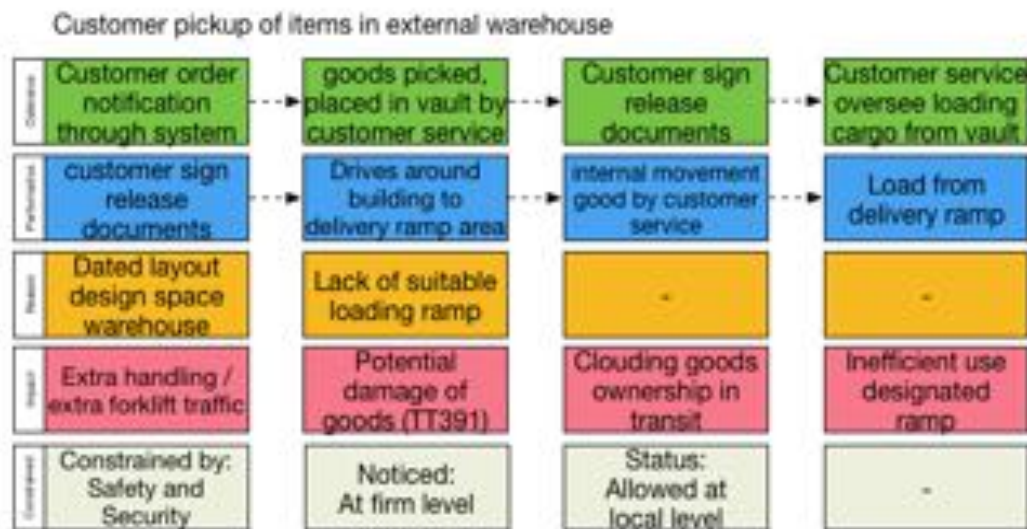 Customer pickup of items in external warehouse
Customer order
notification
through system
goods picked,
placed in vault by
customer service
Customer sign
release
documents
Customer service
oversee loading
cargo from vault
customer sign
release
documents
Drives around
building to
delivery ramp area
internal movement
good by customer
service
Load from
delivery ramp
Reason
Dated layout
design space
warehouse
Lack of suitable
loading ramp
-
-
Impact
Extra handling /
extra forklift traffic
Potential
damage of
goods (TT391)
Clouding goods
ownership in
transit
Inefficient use
designated
ramp
Constrained
Constrained by:
Safety and
Security
Noticed:
At firm level
Status:
Allowed at
local level
-